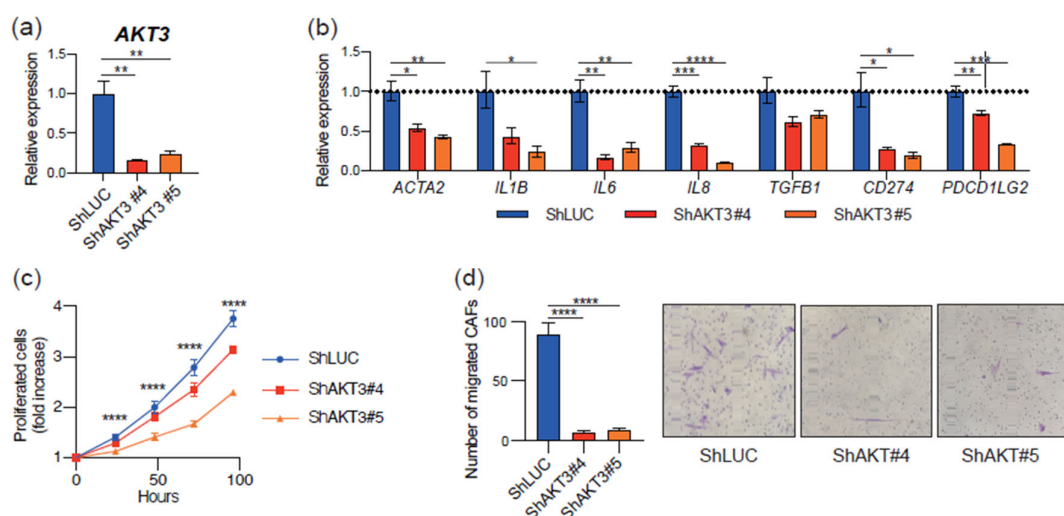 (a)
AKT3
Relative expression
1.5
1.0
0.5
0.0
**
**
ShLUC
ShAKT3 #4
ShAKT3 #5
(b)
Relative expression
1.5
1.0
0.5
0.0
** * ** **** * ***
* ** *** * **
ACTA2 IL1B IL6 IL8 TGFB1 CD274 PDCD1LG2
ShLUC ShAKT3#4 ShAKT3#5
(c)
Proliferated cells
(fold increase)
4
3
2
1
**** **** **** ****
0 50 100
Hours
ShLUC
ShAKT3#4
ShAKT3#5
(d)
Number of migrated CAFs
100
50
0
****
****
ShLUC
ShAKT3#4
ShAKT3#5
ShLUC ShAKT#4 ShAKT#5